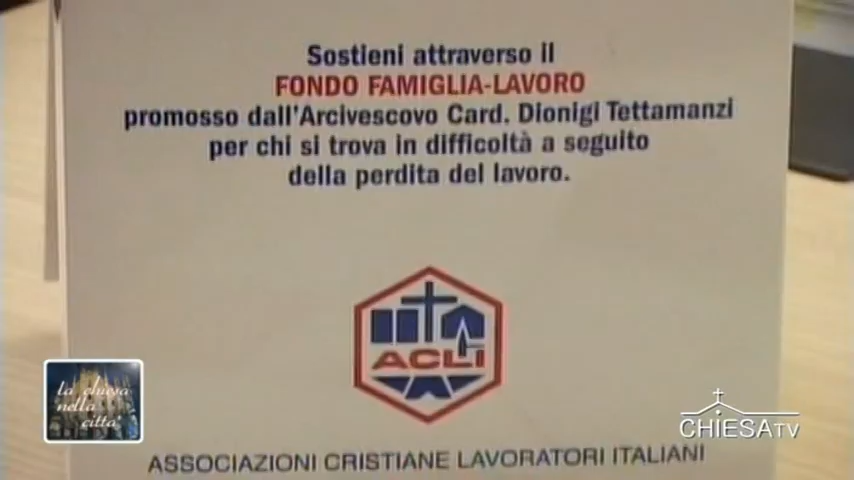 Sostieni attraverso il
FONDO FAMIGLIA-LAVORO
promosso dall'Arcivescovo Card. Dionigi Tettamanzi
per chi si trova in difficoltà a seguito
della perdita del lavoro.
ACLI
la chiesa
nella
citta'
CHIESATV
ASSOCIAZIONI CRISTIANE LAVORATORI ITALIANI